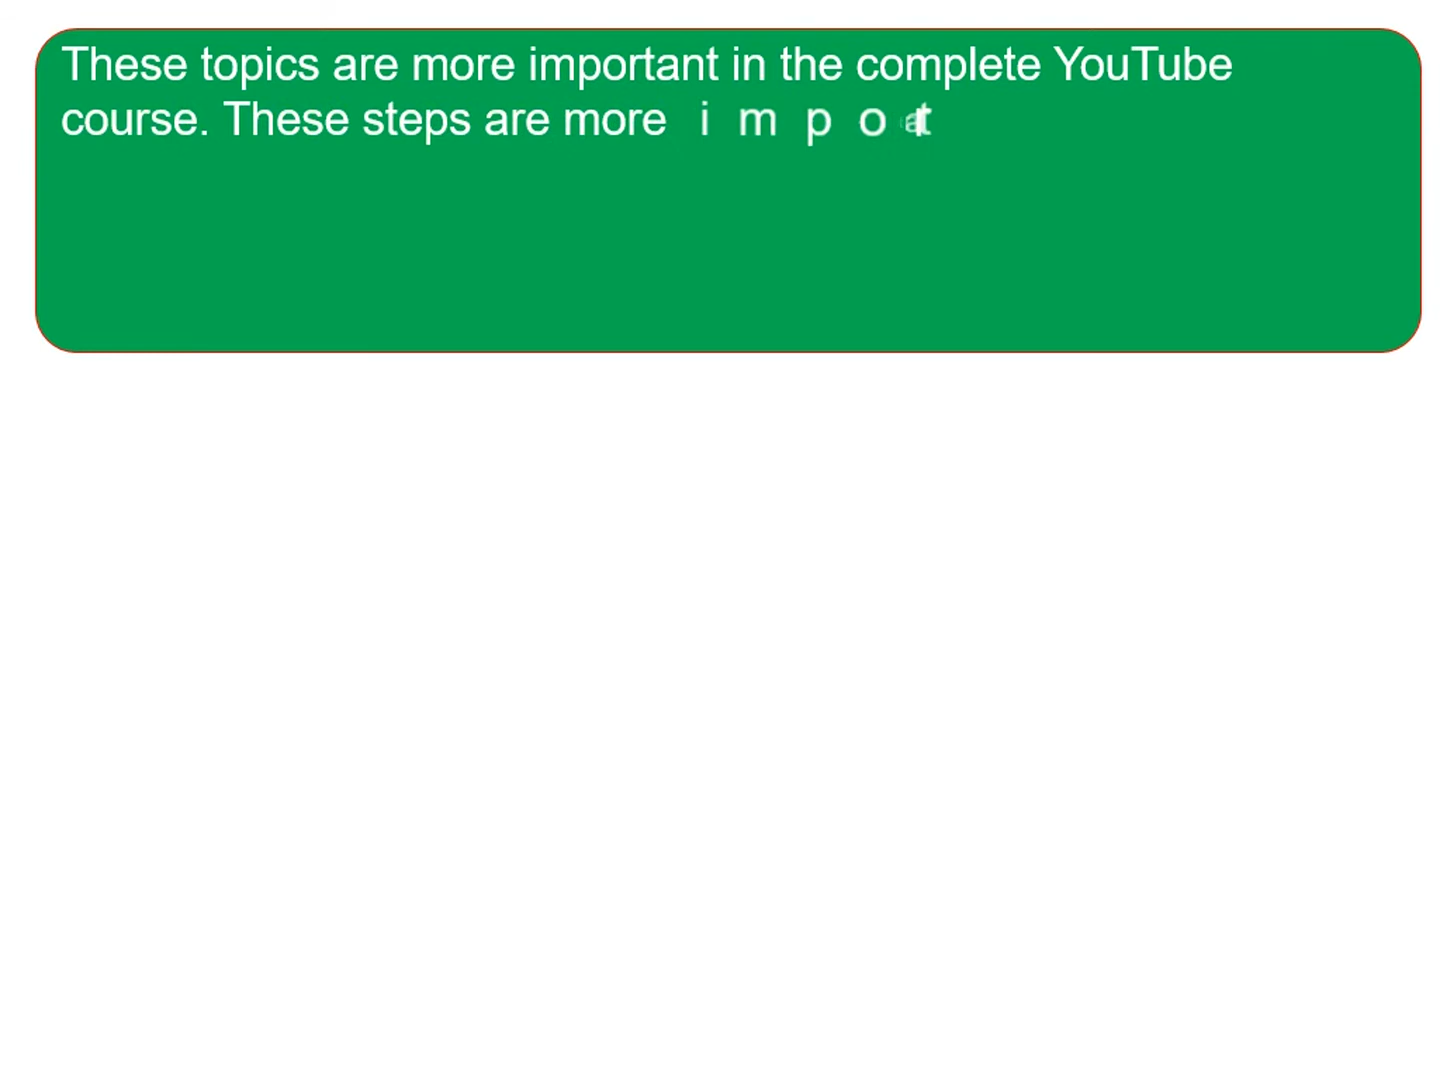 These topics are more important in the complete YouTube
course. These steps are more